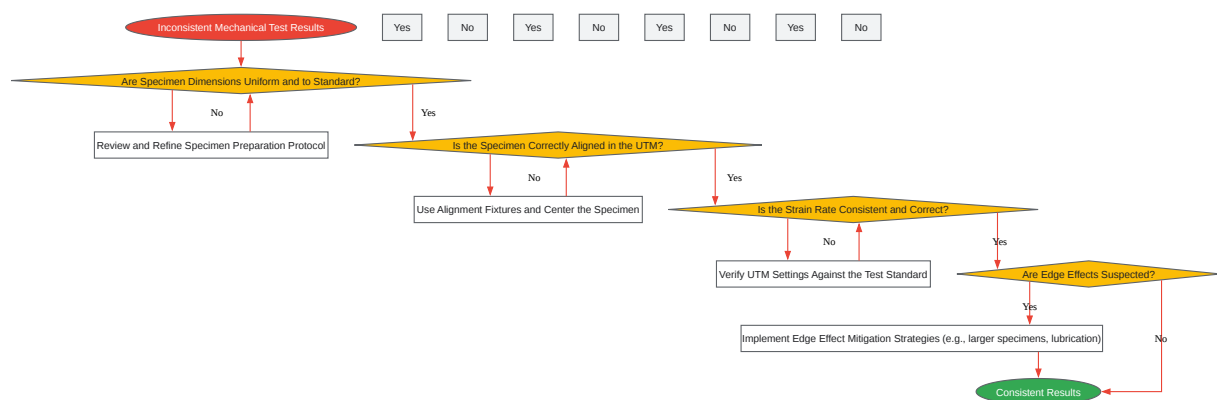 Inconsistent Mechanical Test Results
Yes
No
Yes
No
Yes
No
Yes
No
Are Specimen Dimensions Uniform and to Standard?
No
Yes
Review and Refine Specimen Preparation Protocol
Is the Specimen Correctly Aligned in the UTM?
No
Yes
Use Alignment Fixtures and Center the Specimen
Is the Strain Rate Consistent and Correct?
No
Yes
Verify UTM Settings Against the Test Standard
Are Edge Effects Suspected?
Yes
No
Implement Edge Effect Mitigation Strategies (e.g., larger specimens, lubrication)
Consistent Results